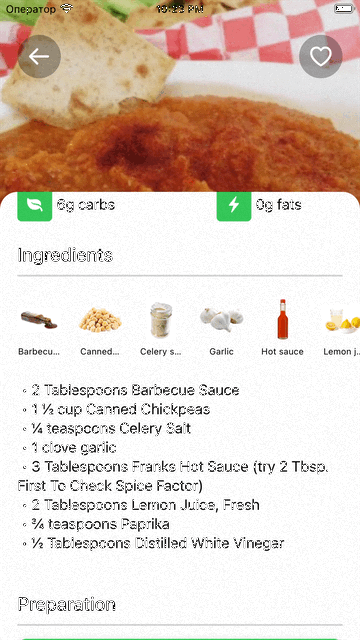 Оператор
6g carbs
0g fats
Ingredients
Barbecu...
Canned...
Celery s...
Garlic
Hot sauce
Lemon j...
◦ 2 Tablespoons Barbecue Sauce
◦ 1 ½ cup Canned Chickpeas
◦ ¼ teaspoons Celery Salt
◦ 1 clove garlic
◦ 3 Tablespoons Franks Hot Sauce (try 2 Tbsp.
First To Check Spice Factor)
◦ 2 Tablespoons Lemon Juice, Fresh
◦ ¾ teaspoons Paprika
◦ ½ Tablespoons Distilled White Vinegar
Preparation